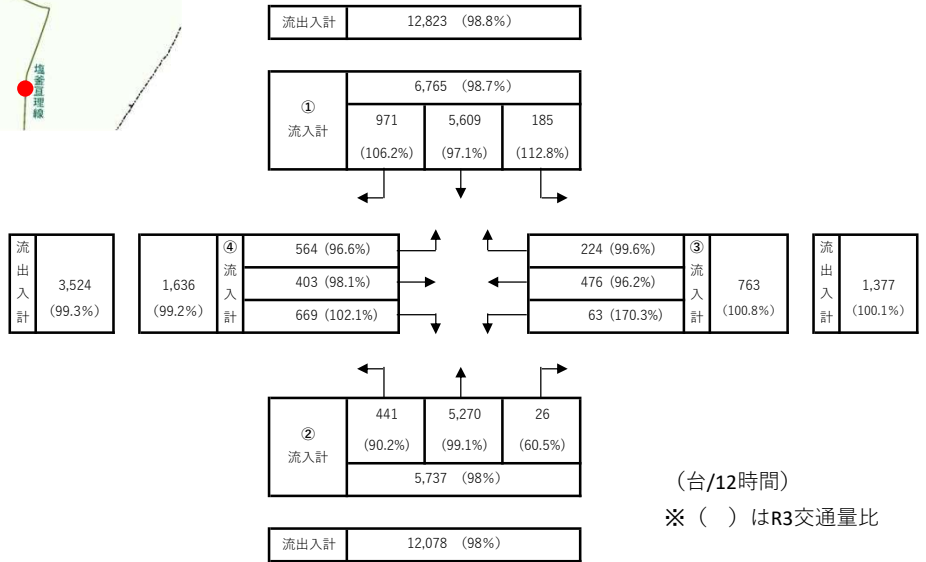 塩釜亘理線
流出入計 12,823 (98.8%)
① 流入計
6,765 (98.7%)
971 5,609 185
(106.2%) (97.1%) (112.8%)
流出入計
3,524
(99.3%)
1,636
(99.2%)
④流入計
564 (96.6%)
403 (98.1%)
669 (102.1%)
224 (99.6%)
476 (96.2%)
63 (170.3%)
③流入計
763
(100.8%)
流出入計
1,377
(100.1%)
② 流入計
441 5,270 26
(90.2%) (99.1%) (60.5%)
5,737 (98%)
流出入計 12,078 (98%)
（台/12時間）
※（　）はR3交通量比